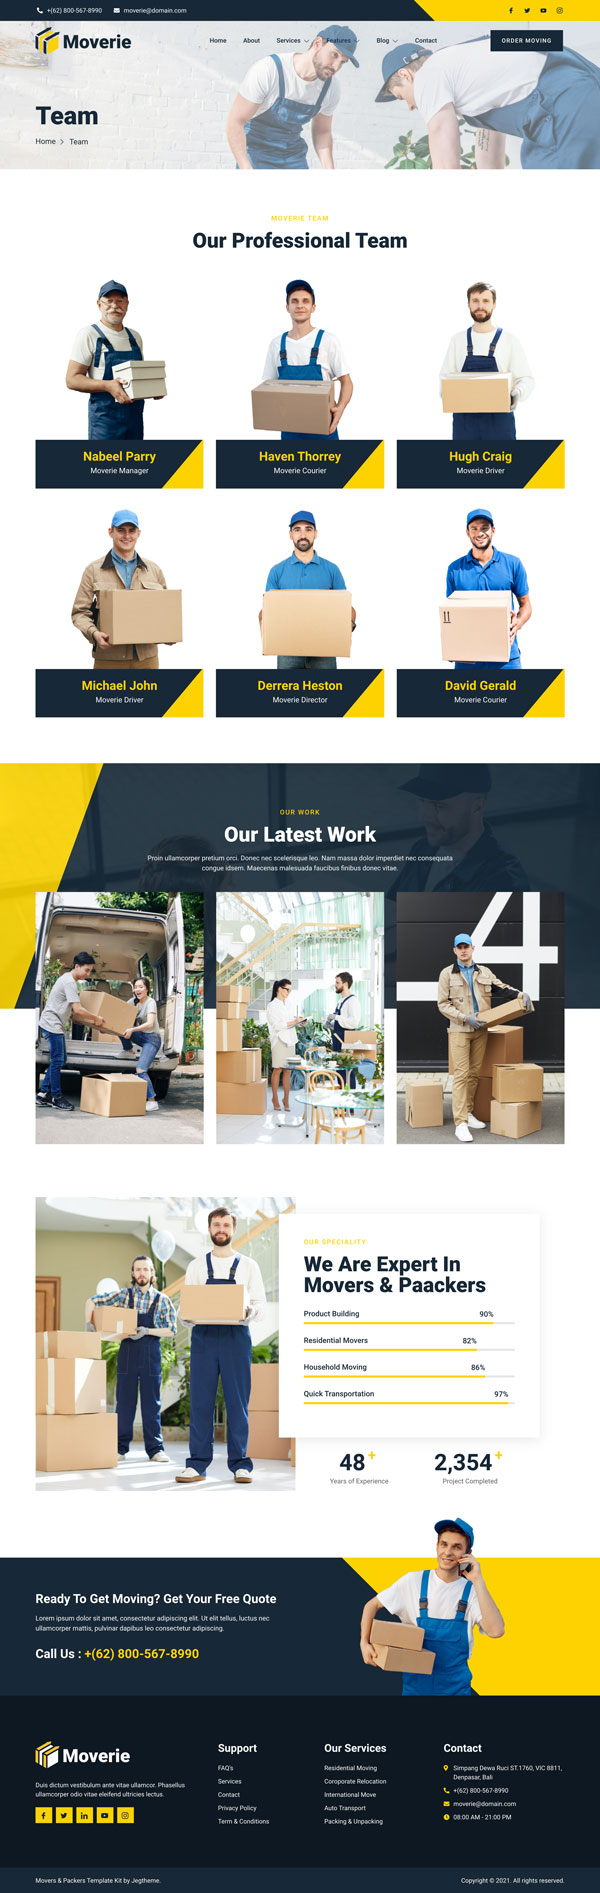 +(62) 800-567-8990 moverie@domain.com
Moverie
Home About Services Features Blog Contact
ORDER MOVING
Team
Home > Team
MOVERIE TEAM
Our Professional Team
Nabeel Parry
Moverie Manager
Haven Thorrey
Moverie Courier
Hugh Craig
Moverie Driver
Michael John
Moverie Driver
Derrera Heston
Moverie Director
David Gerald
Moverie Courier
OUR WORK
Our Latest Work
Proin ullamcorper pretium orci. Donec nec scelerisque leo. Nam massa dolor imperdiet nec consequata
congue idsem. Maecenas malesuada faucibus finibus donec vitae.
4
OUR SPECIALITY
We Are Expert In
Movers & Paackers
Product Building 90%
Residential Movers 82%
Household Moving 86%
Quick Transportation 97%
48+
Years of Experience
2,354+
Project Completed
Ready To Get Moving? Get Your Free Quote
Lorem ipsum dolor sit amet, consectetur adipiscing elit. Ut elit tellus, luctus nec
ullamcorper mattis, pulvinar dapibus leo consectetur adipiscing.
Call Us : +(62) 800-567-8990
Moverie
Duis dictum vestibulum ante vitae ullamcor. Phasellus
ullamcorper odio vitae eleifend ultricies lectus.
Support
FAQ's
Services
Contact
Privacy Policy
Term & Conditions
Our Services
Residential Moving
Coroporate Relocation
International Move
Auto Transport
Packing & Unpacking
Contact
Simpang Dewa Ruci ST.1760, VIC 8811,
Denpasar, Bali
+(62) 800-567-8990
moverie@domain.com
08:00 AM - 21:00 PM
Movers & Packers Template Kit by Jegtheme.
Copyright © 2021. All rights reserved.